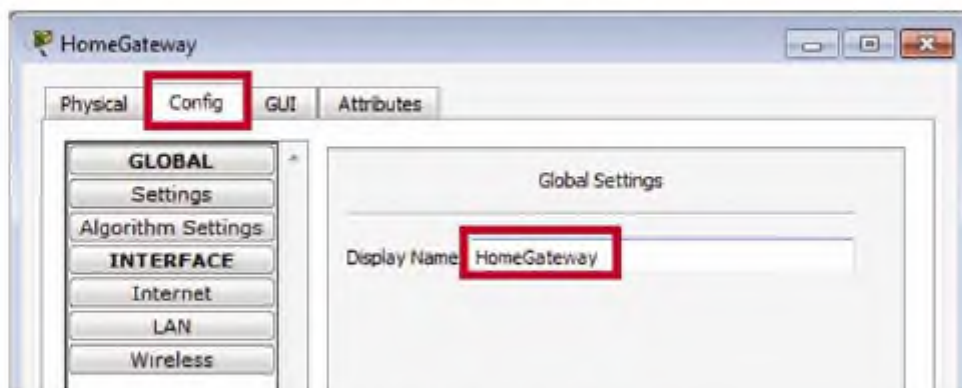 HomeGateway
Physical Config GUI Attributes
GLOBAL
Settings
Algorithm Settings
INTERFACE
Internet
LAN
Wireless
Global Settings
Display Name HomeGateway